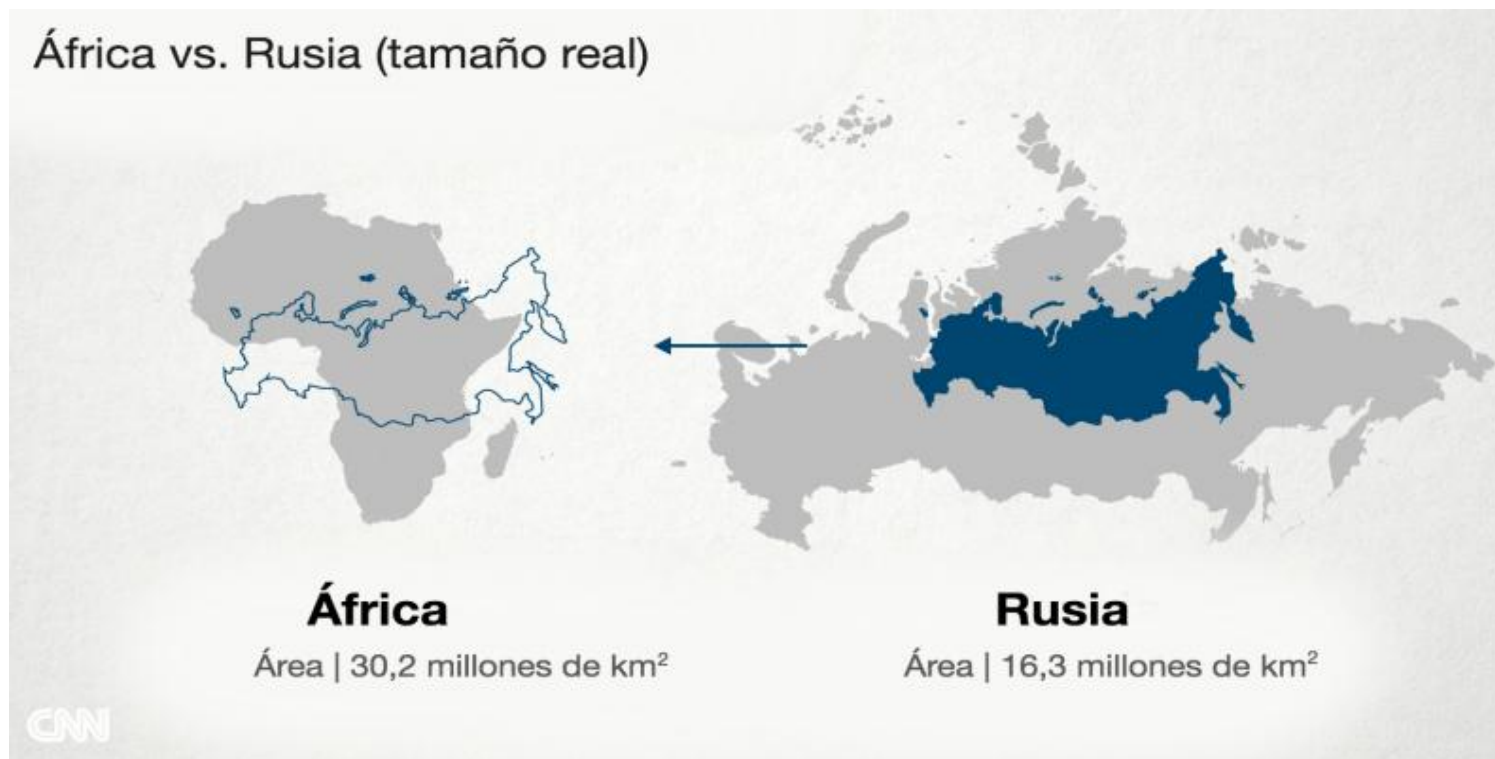 África vs. Rusia (tamaño real)
África
Área | 30,2 millones de km²
Rusia
Área | 16,3 millones de km²
CNN